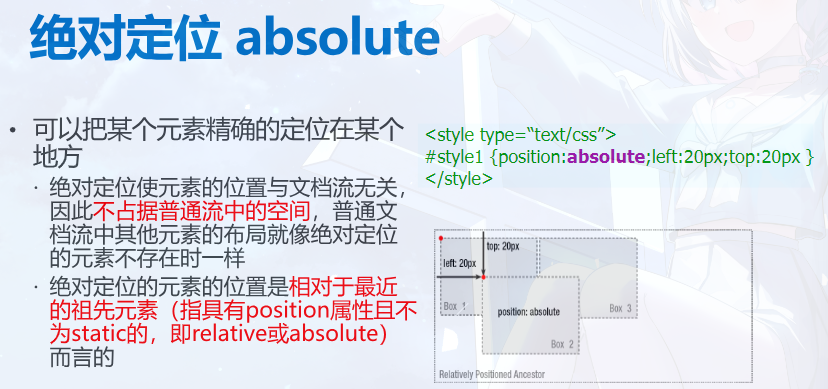 绝对定位 absolute
• 可以把某个元素精确的定位在某个
地方
· 绝对定位使元素的位置与文档流无关，
因此不占据普通流中的空间，普通文
档流中其他元素的布局就像绝对定位
的元素不存在时一样
· 绝对定位的元素的位置是相对于最近
的祖先元素（指具有position属性且不
为static的，即relative或absolute）
而言的
<style type=“text/css”>
#style1 {position:absolute;left:20px;top:20px }
</style>
top: 20px
left: 20px
Box 1
position: absolute
Box 3
Box 2
Relatively Positioned Ancestor